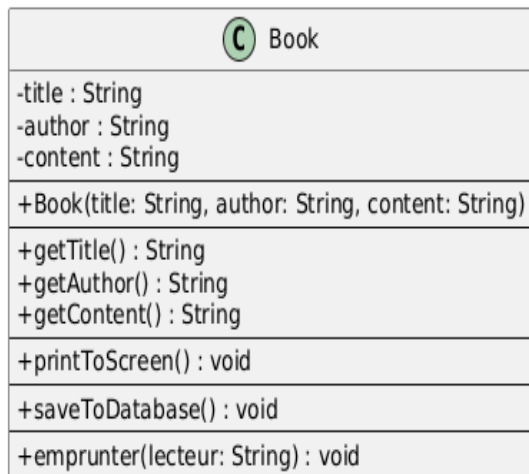 C Book
-title : String
-author : String
-content : String
+Book(title: String, author: String, content: String)
+getTitle() : String
+getAuthor() : String
+getContent() : String
+printToScreen() : void
+saveToDatabase() : void
+emprunter(lecteur: String) : void